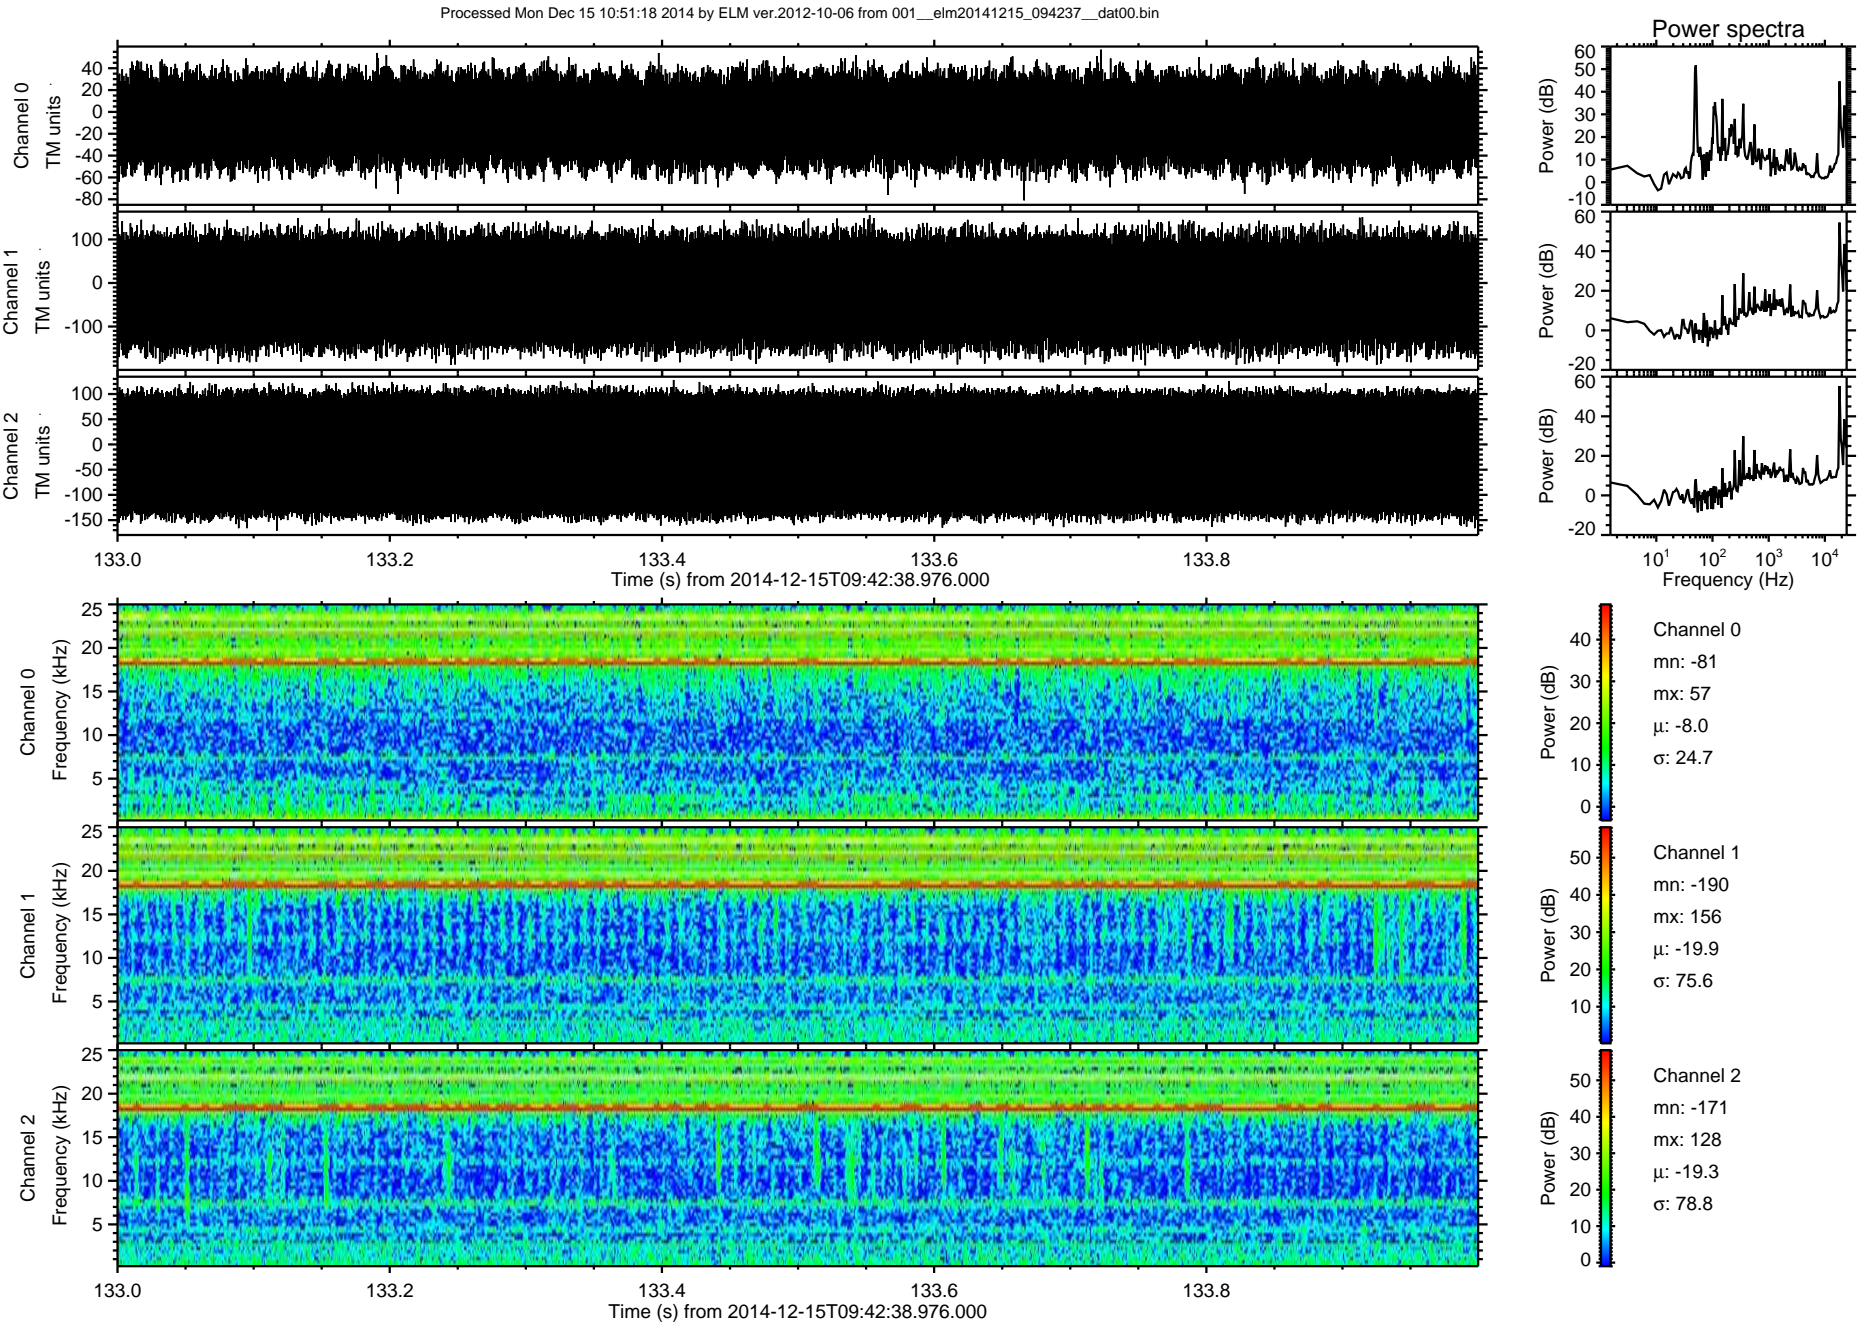 Processed Mon Dec 15 10:51:18 2014 by ELM ver.2012-10-06 from 001__elm20141215_094237__dat00.bin
Power spectra
Channel 0
TM units
40
20
0
-20
-40
-60
-80
Power (dB)
60
50
40
30
20
10
0
-10
Channel 1
TM units
100
0
-100
Power (dB)
60
40
20
0
-20
Channel 2
TM units
100
50
0
-50
-100
-150
Power (dB)
60
40
20
0
-20
133.0 133.2 133.4 133.6 133.8
Time (s) from 2014-12-15T09:42:38.976.000
10^1 10^2 10^3 10^4
Frequency (Hz)
Channel 0
Frequency (kHz)
25
20
15
10
5
Power (dB)
40
30
20
10
0
Channel 0
mn: -81
mx: 57
μ: -8.0
σ: 24.7
Channel 1
Frequency (kHz)
25
20
15
10
5
Power (dB)
50
40
30
20
10
Channel 1
mn: -190
mx: 156
μ: -19.9
σ: 75.6
Channel 2
Frequency (kHz)
25
20
15
10
5
Power (dB)
50
40
30
20
10
0
Channel 2
mn: -171
mx: 128
μ: -19.3
σ: 78.8
133.0 133.2 133.4 133.6 133.8
Time (s) from 2014-12-15T09:42:38.976.000